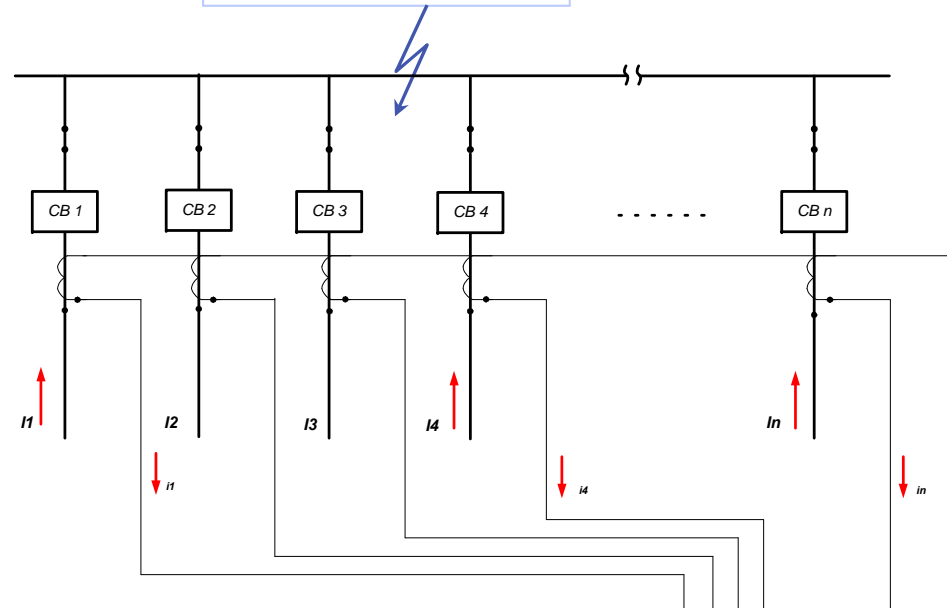 CB 1
CB 2
CB 3
CB 4
- - - - - -
CB n
I1
I2
I3
I4
In
i1
i4
in